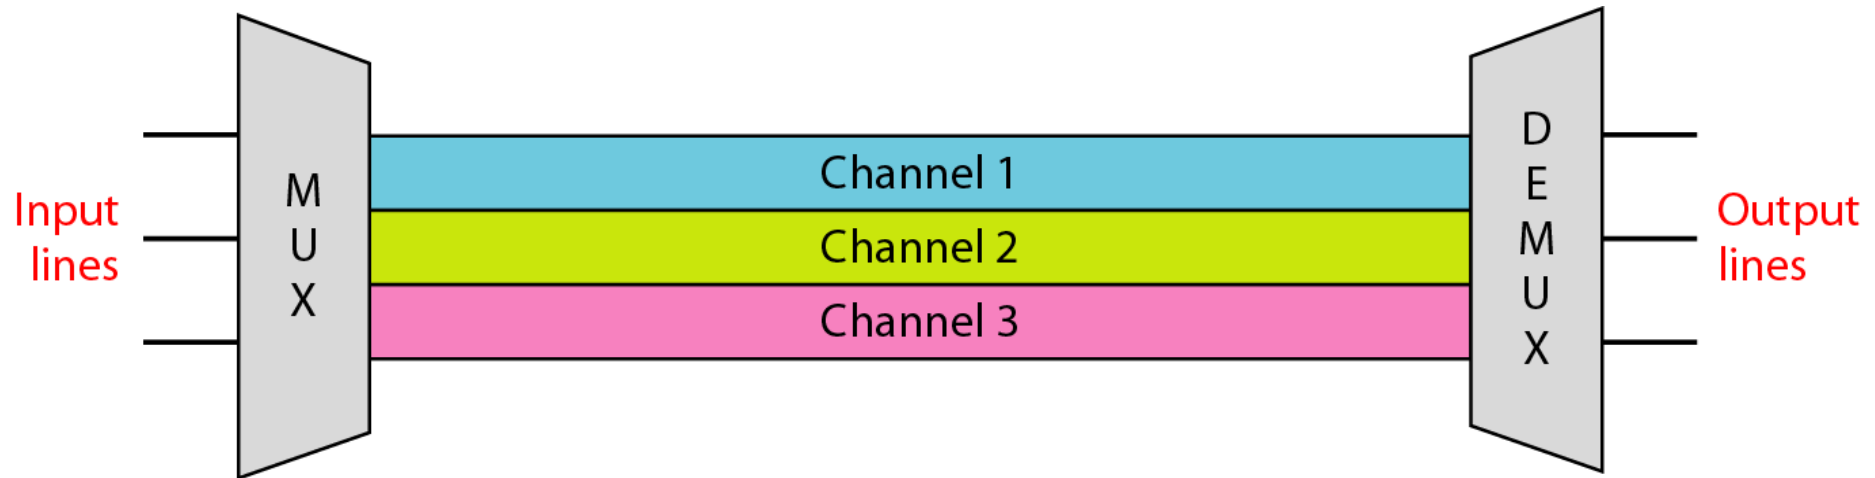 Input
lines
M
U
X
Channel 1
Channel 2
Channel 3
D
E
M
U
X
Output
lines